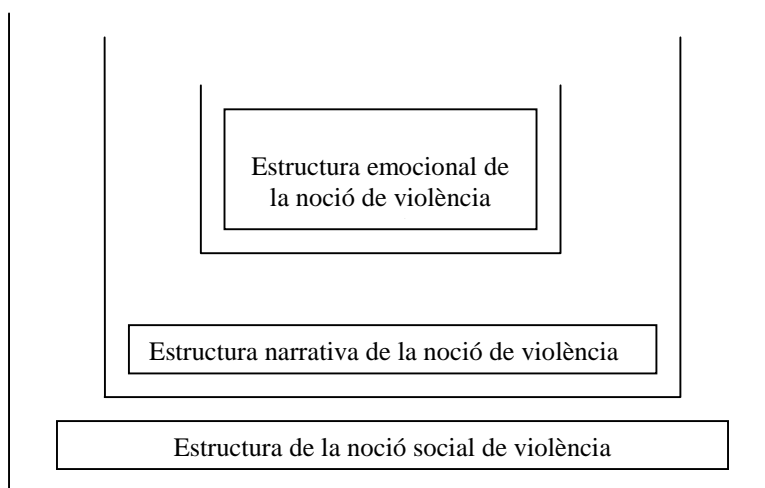 Estructura emocional de
la noció de violència
Estructura narrativa de la noció de violència
Estructura de la noció social de violència